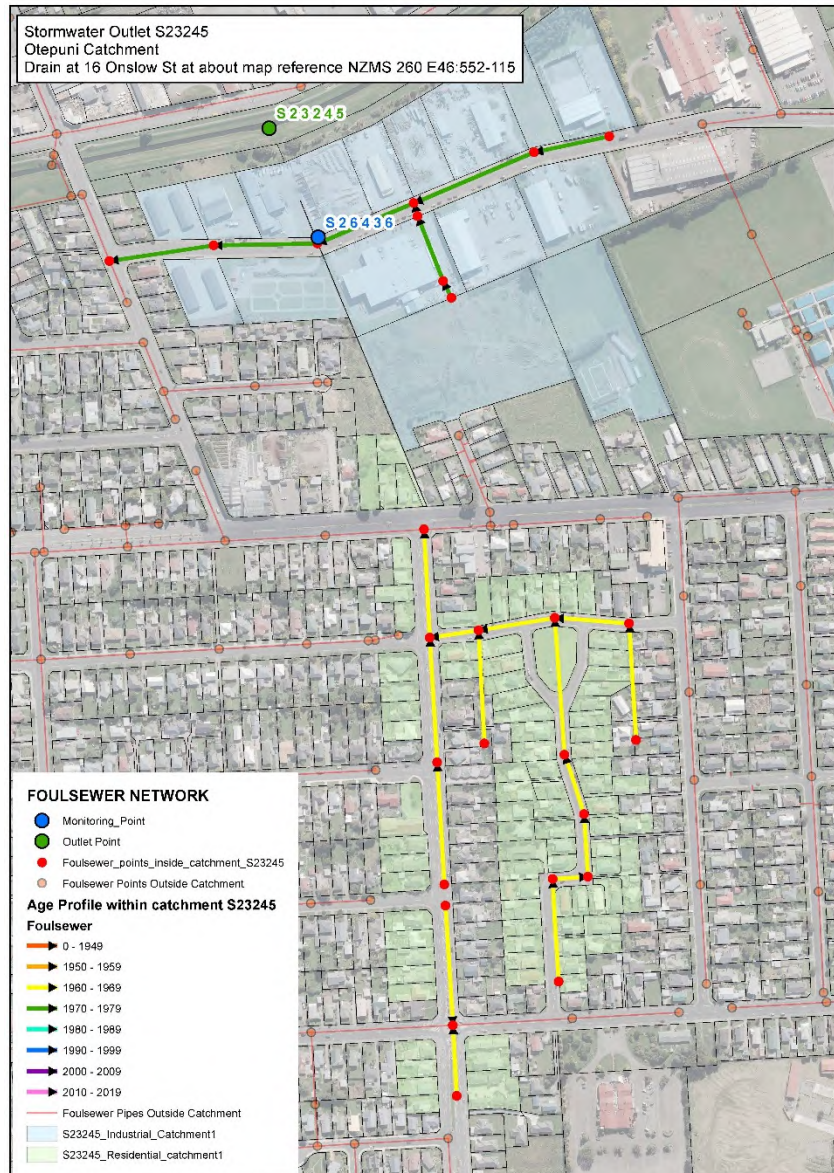 Stormwater Outlet S23245
Otepuni Catchment
Drain at 16 Onslow St at about map reference NZMS 260 E46:552-115
S23245
S26436
FOULSEWER NETWORK
Monitoring_Point
Outlet Point
Foulsewer_points_inside_catchment_S23245
Foulsewer Points Outside Catchment
Age Profile within catchment S23245
Foulsewer
0 - 1949
1950 - 1959
1960 - 1969
1970 - 1979
1980 - 1989
1990 - 1999
2000 - 2009
2010 - 2019
Foulsewer Pipes Outside Catchment
S23245_Industrial_Catchment1
S23245_Residential_catchment1